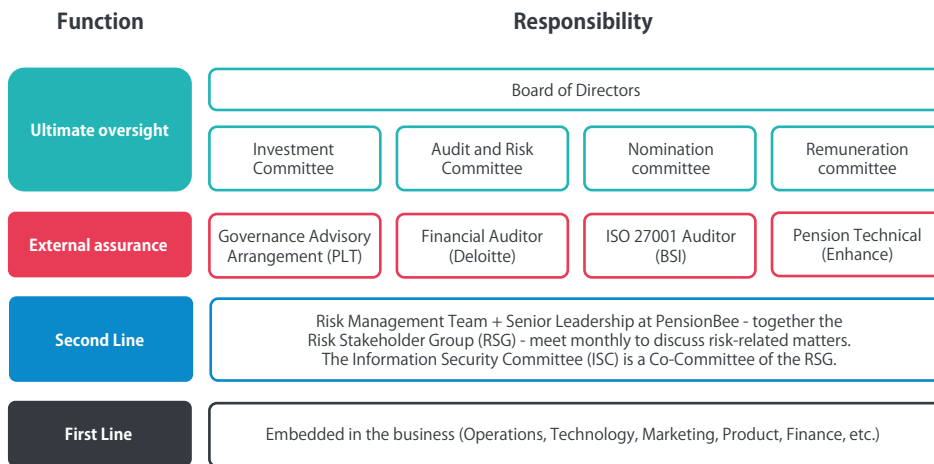 Function
Responsibility
Ultimate oversight
Board of Directors
Investment
Committee
Audit and Risk
Committee
Nomination
committee
Remuneration
committee
External assurance
Governance Advisory
Arrangement (PLT)
Financial Auditor
(Deloitte)
ISO 27001 Auditor
(BSI)
Pension Technical
(Enhance)
Second Line
Risk Management Team + Senior Leadership at PensionBee - together the
Risk Stakeholder Group (RSG) - meet monthly to discuss risk-related matters.
The Information Security Committee (ISC) is a Co-Committee of the RSG.
First Line
Embedded in the business (Operations, Technology, Marketing, Product, Finance, etc.)